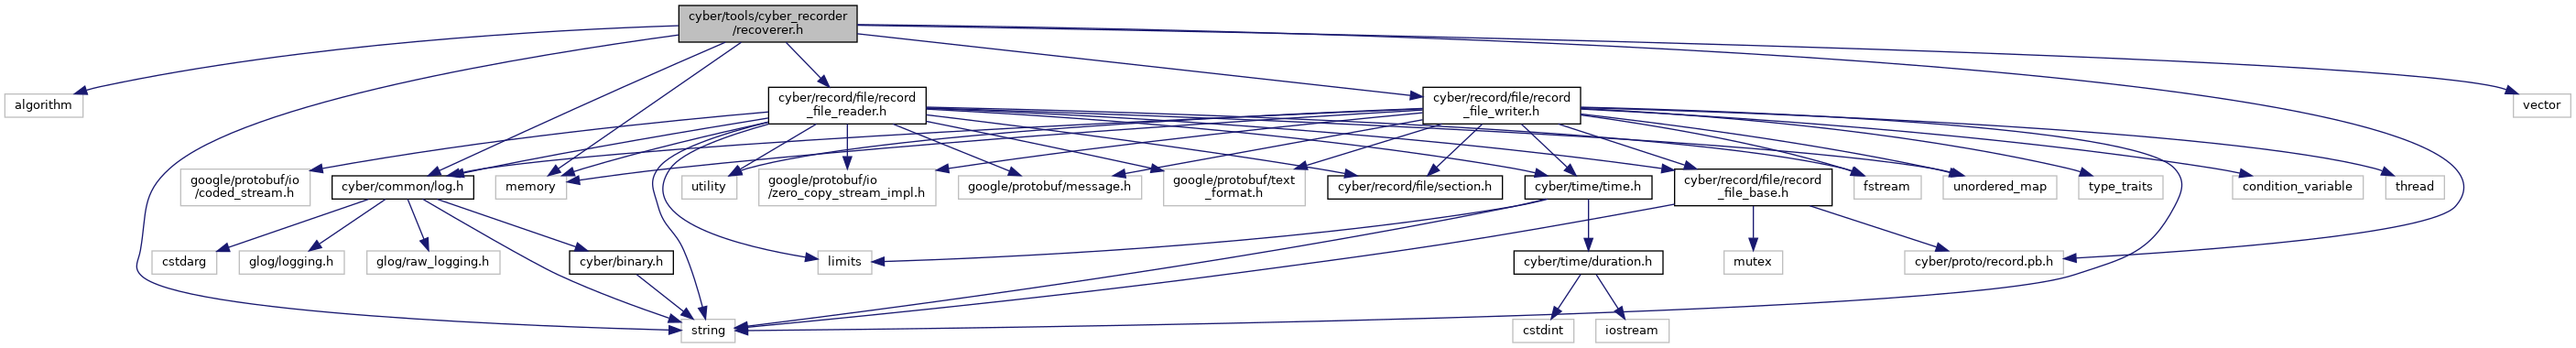 cyber/tools/cyber_recorder
/recoverer.h
algorithm
cyber/record/file/record
_file_reader.h
cyber/record/file/record
_file_writer.h
vector
google/protobuf/io
/coded_stream.h
cyber/common/log.h
memory
utility
google/protobuf/io
/zero_copy_stream_impl.h
google/protobuf/message.h
google/protobuf/text
_format.h
cyber/record/file/section.h
cyber/time/time.h
cyber/record/file/record
_file_base.h
fstream
unordered_map
type_traits
condition_variable
thread
cstdarg
glog/logging.h
glog/raw_logging.h
cyber/binary.h
limits
cyber/time/duration.h
mutex
cyber/proto/record.pb.h
string
cstdint
iostream